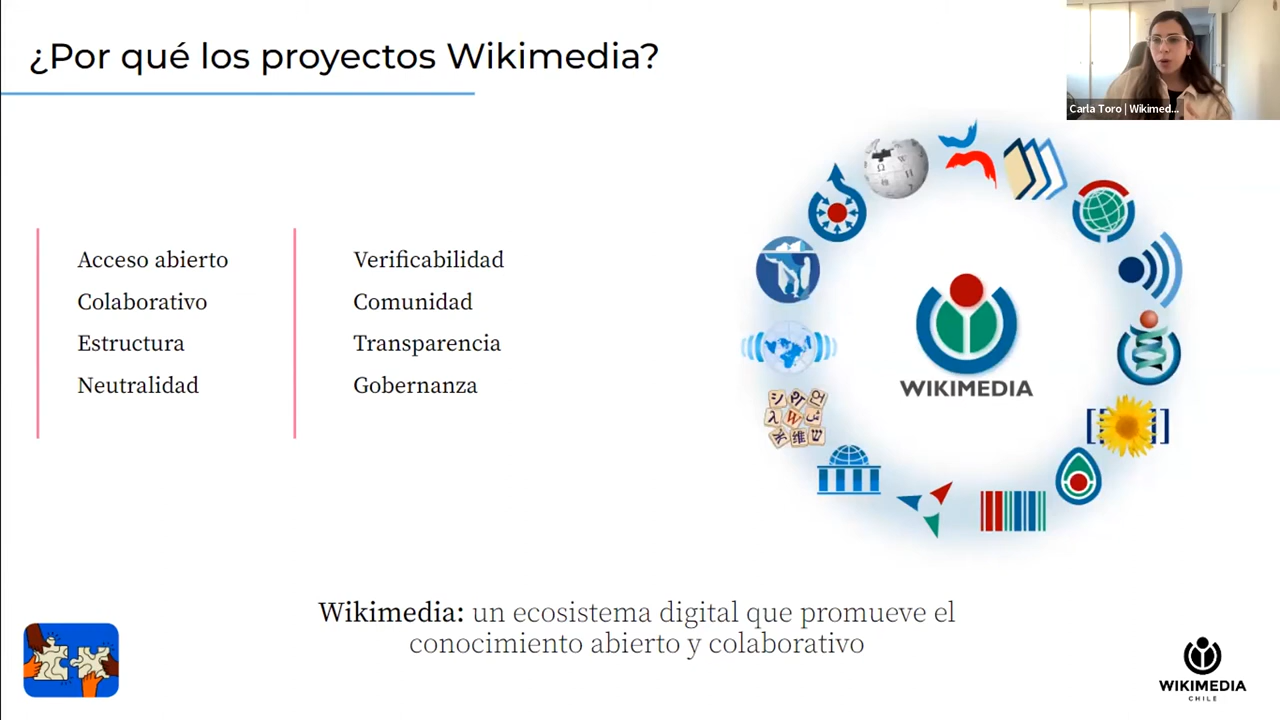 ¿Por qué los proyectos Wikimedia?
Carla Toro | Wikimed...
Acceso abierto
Colaborativo
Estructura
Neutralidad
Verificabilidad
Comunidad
Transparencia
Gobernanza
WIKIMEDIA
Wikimedia: un ecosistema digital que promueve el
conocimiento abierto y colaborativo
WIKIMEDIA
CHILE